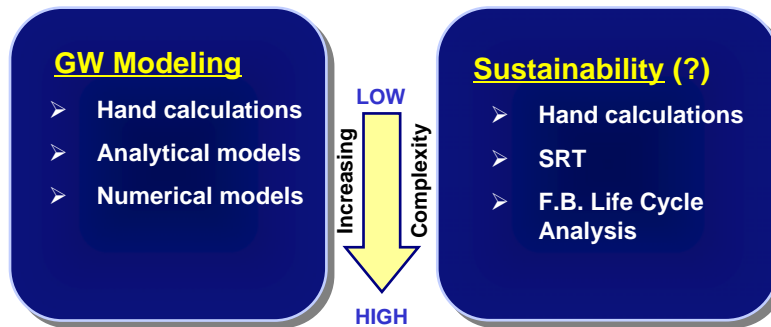 GW Modeling
➢ Hand calculations
➢ Analytical models
➢ Numerical models
LOW
Increasing
Complexity
HIGH
Sustainability (?)
➢ Hand calculations
➢ SRT
➢ F.B. Life Cycle
Analysis